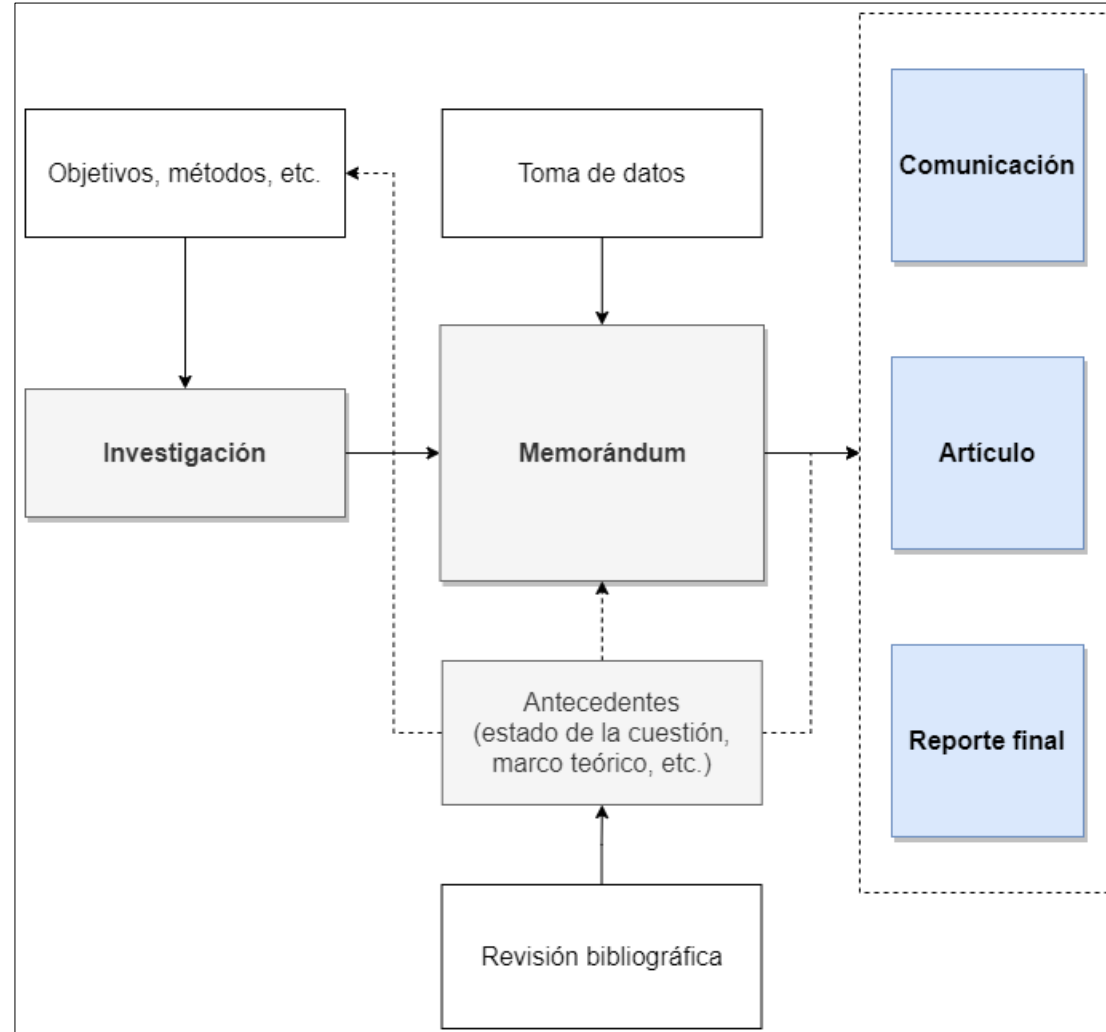 Objetivos, métodos, etc.
Toma de datos
Comunicación
Investigación
Memorándum
Artículo
Antecedentes
(estado de la cuestión,
marco teórico, etc.)
Reporte final
Revisión bibliográfica